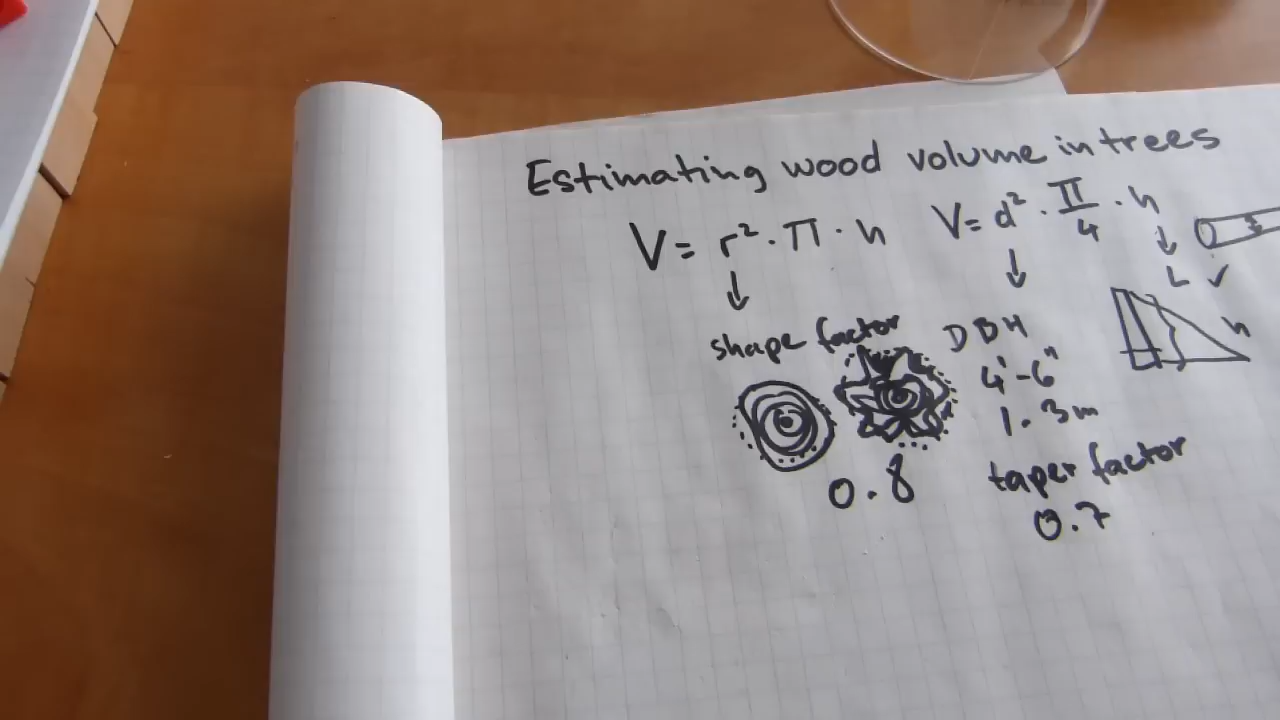 Estimating wood volume in trees
V = r² · π · h
V = d² · π/4 · h
L ✓
shape factor
0.8
DBH
4'-6"
1.3m
h
taper factor
0.7